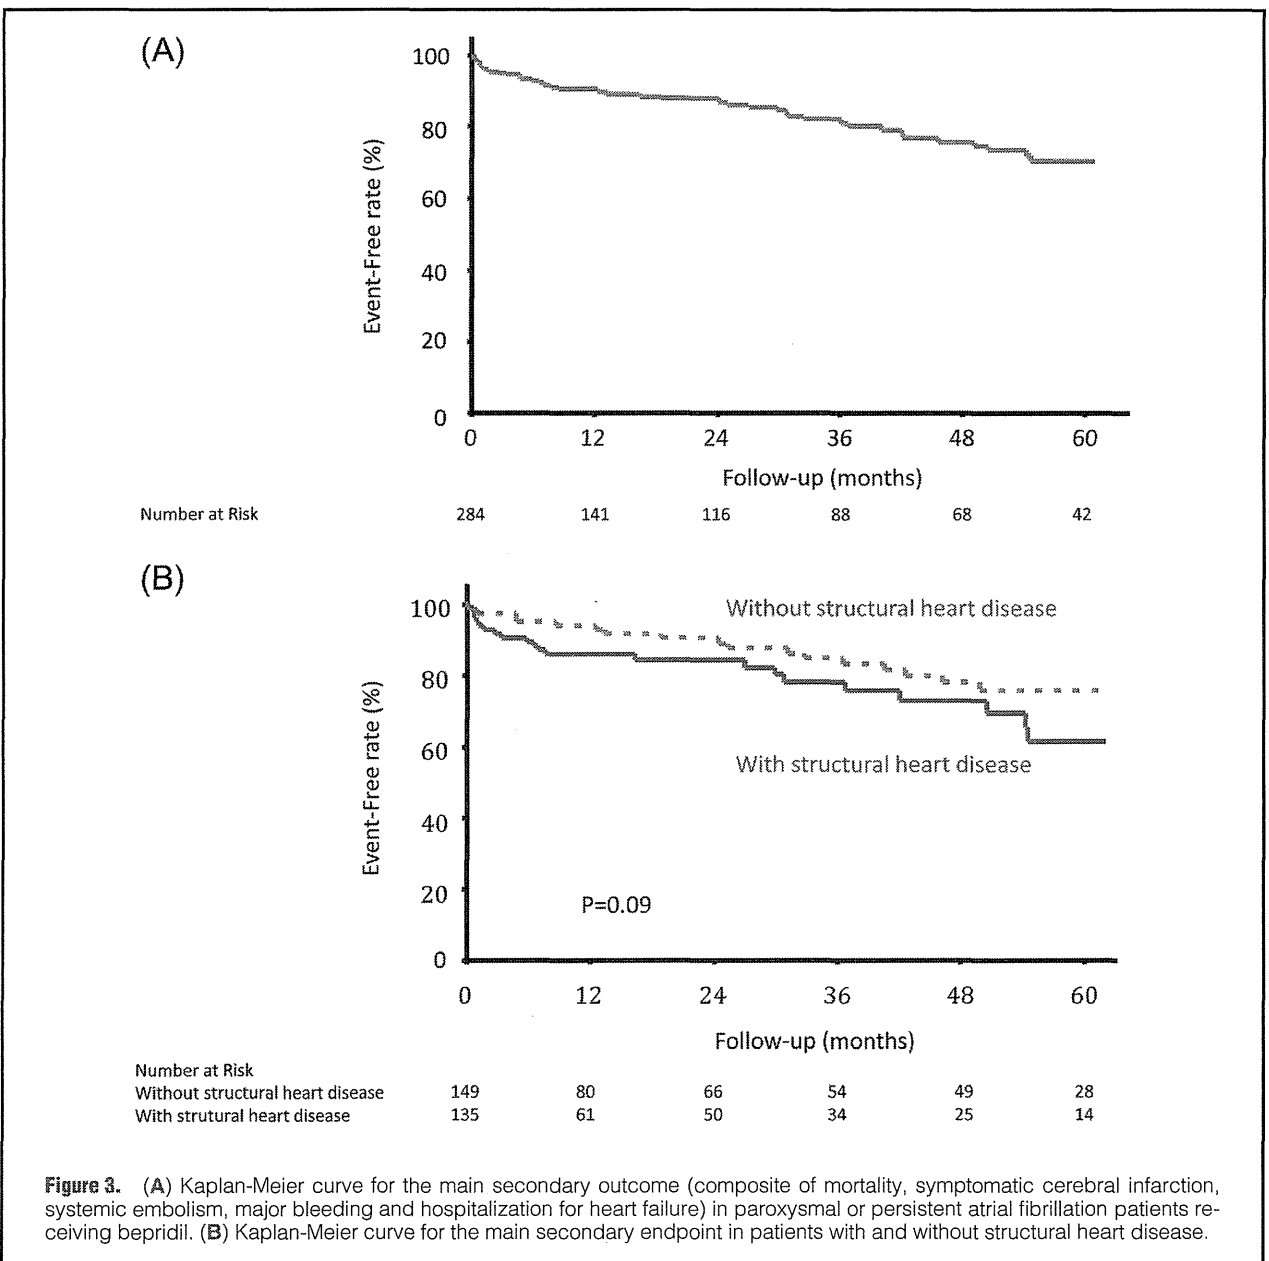 (A)
Event-Free rate (%)
100
80
60
40
20
0
0 12 24 36 48 60
Follow-up (months)
Number at Risk 284 141 116 88 68 42
(B)
Event-Free rate (%)
100
80
60
40
20
0
Without structural heart disease
With structural heart disease
P=0.09
0 12 24 36 48 60
Follow-up (months)
Number at Risk
Without structural heart disease 149 80 66 54 49 28
With strutural heart disease 135 61 50 34 25 14
Figure 3. (A) Kaplan-Meier curve for the main secondary outcome (composite of mortality, symptomatic cerebral infarction,
systemic embolism, major bleeding and hospitalization for heart failure) in paroxysmal or persistent atrial fibrillation patients re-
ceiving bepridil. (B) Kaplan-Meier curve for the main secondary endpoint in patients with and without structural heart disease.